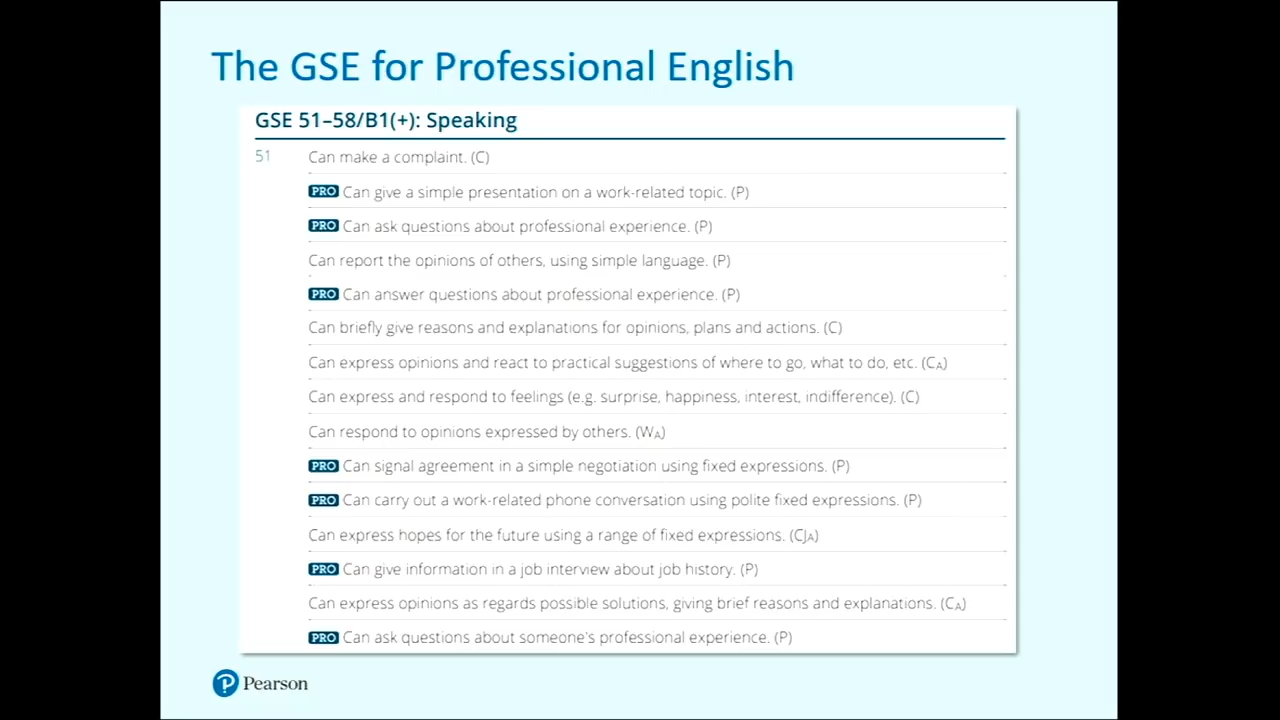 The GSE for Professional English
GSE 51–58/B1(+): Speaking
51 Can make a complaint. (C)
PRO Can give a simple presentation on a work-related topic. (P)
PRO Can ask questions about professional experience. (P)
Can report the opinions of others, using simple language. (P)
PRO Can answer questions about professional experience. (P)
Can briefly give reasons and explanations for opinions, plans and actions. (C)
Can express opinions and react to practical suggestions of where to go, what to do, etc. (CA)
Can express and respond to feelings (e.g. surprise, happiness, interest, indifference). (C)
Can respond to opinions expressed by others. (WA)
PRO Can signal agreement in a simple negotiation using fixed expressions. (P)
PRO Can carry out a work-related phone conversation using polite fixed expressions. (P)
Can express hopes for the future using a range of fixed expressions. (CJA)
PRO Can give information in a job interview about job history. (P)
Can express opinions as regards possible solutions, giving brief reasons and explanations. (CA)
PRO Can ask questions about someone's professional experience. (P)
Pearson